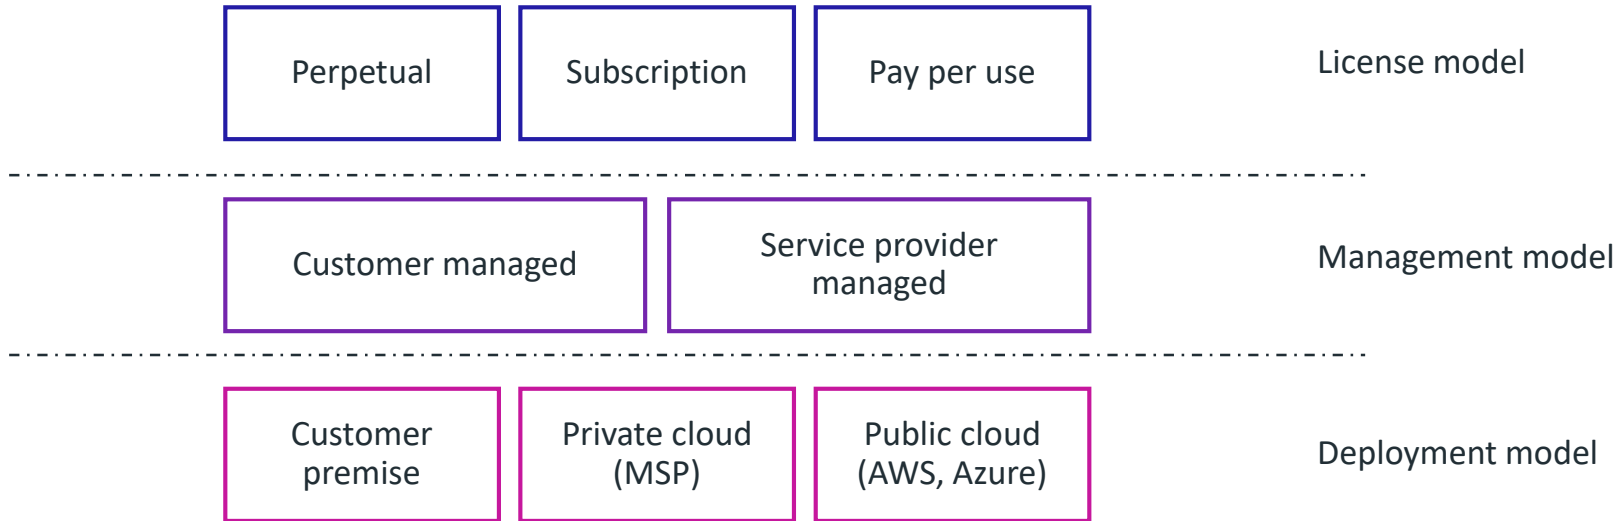 Perpetual
Subscription
Pay per use
License model
Customer managed
Service provider
managed
Management model
Customer
premise
Private cloud
(MSP)
Public cloud
(AWS, Azure)
Deployment model